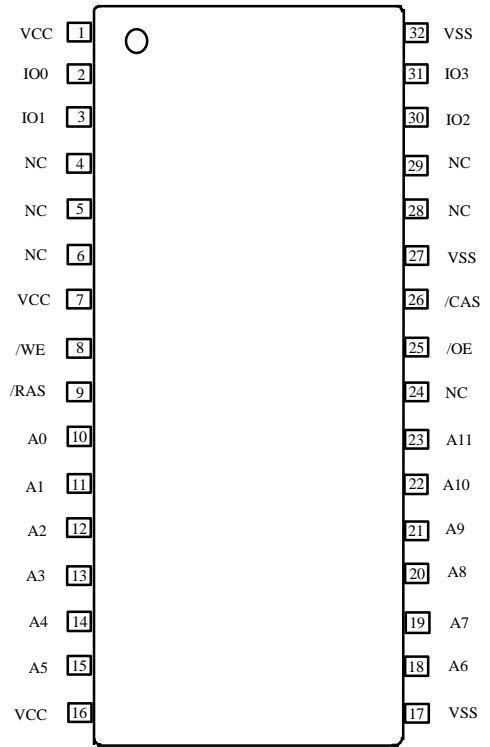 VCC 1 32 VSS
IO0 2 31 IO3
IO1 3 30 IO2
NC 4 29 NC
NC 5 28 NC
NC 6 27 VSS
VCC 7 26 /CAS
/WE 8 25 /OE
/RAS 9 24 NC
A0 10 23 A11
A1 11 22 A10
A2 12 21 A9
A3 13 20 A8
A4 14 19 A7
A5 15 18 A6
VCC 16 17 VSS